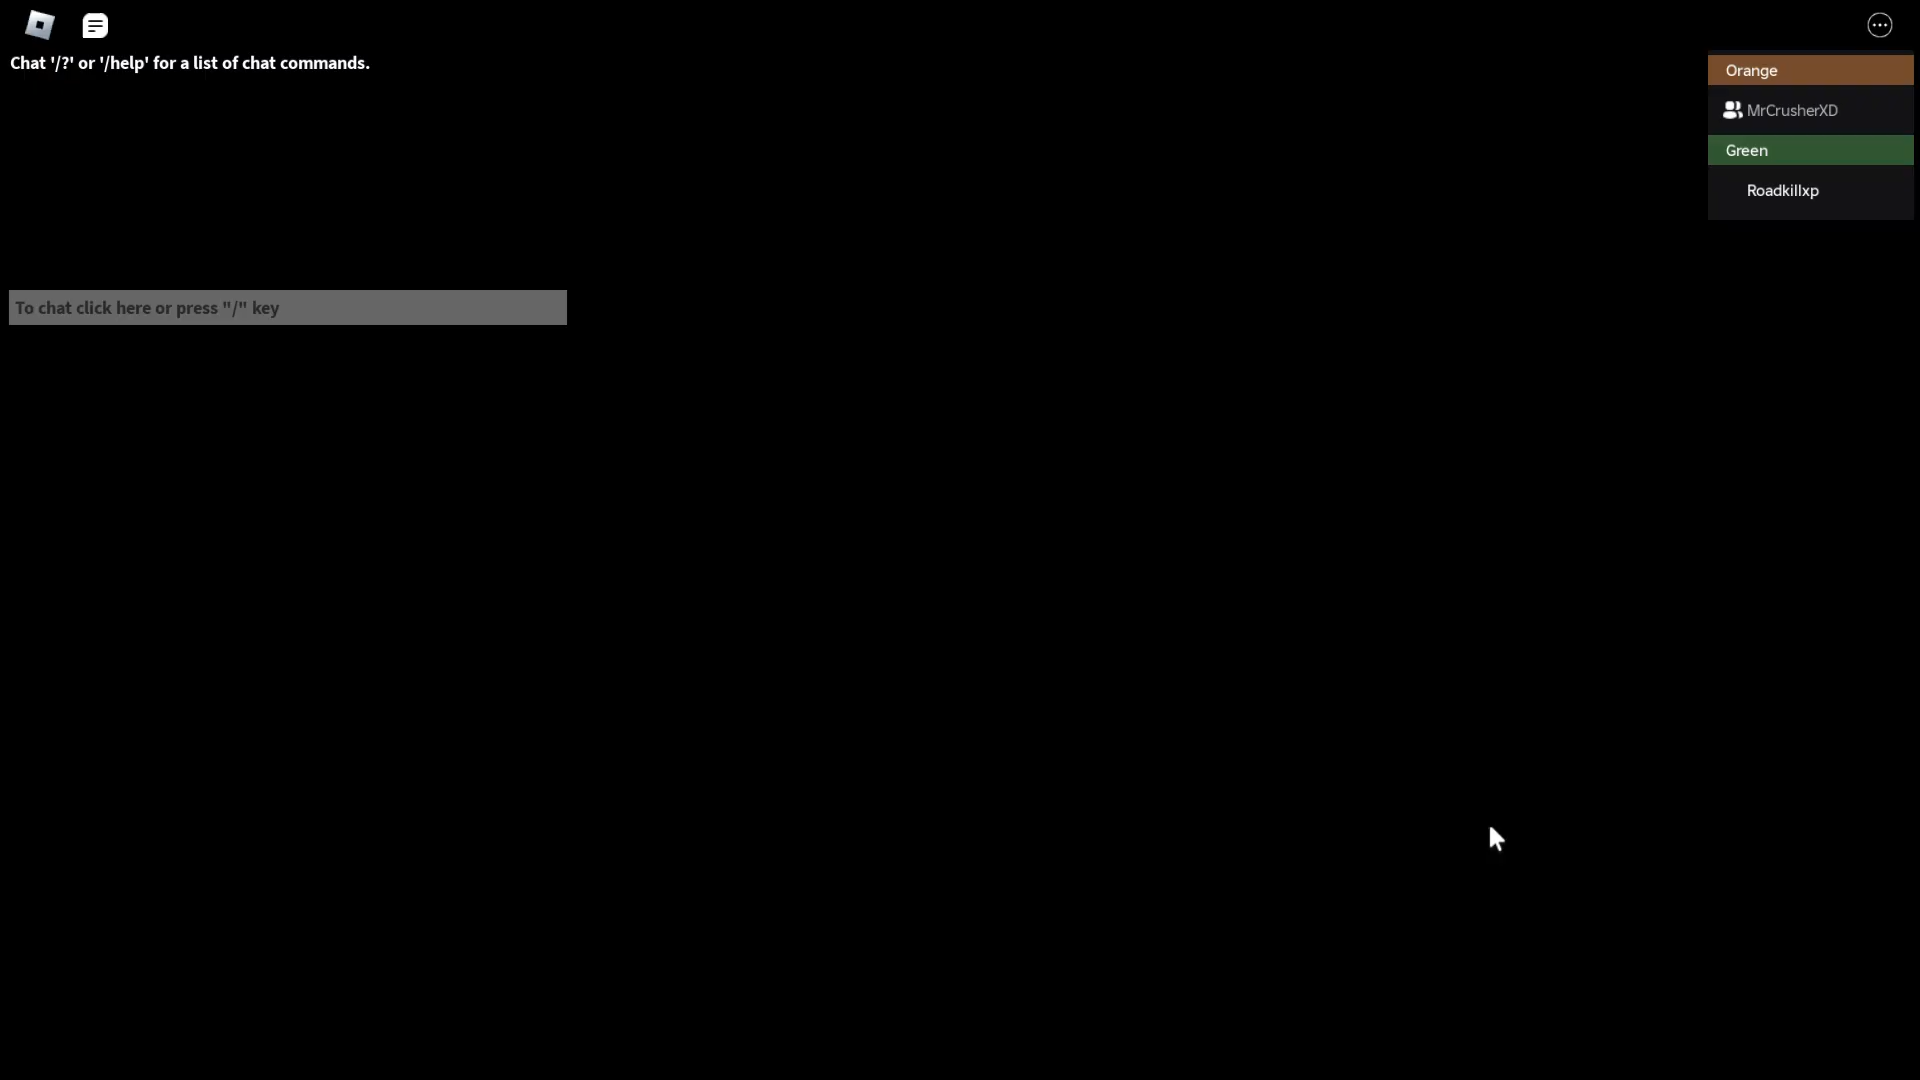 Chat '/?' or '/help' for a list of chat commands.
Orange
MrCrusherXD
Green
Roadkillxp
To chat click here or press "/" key